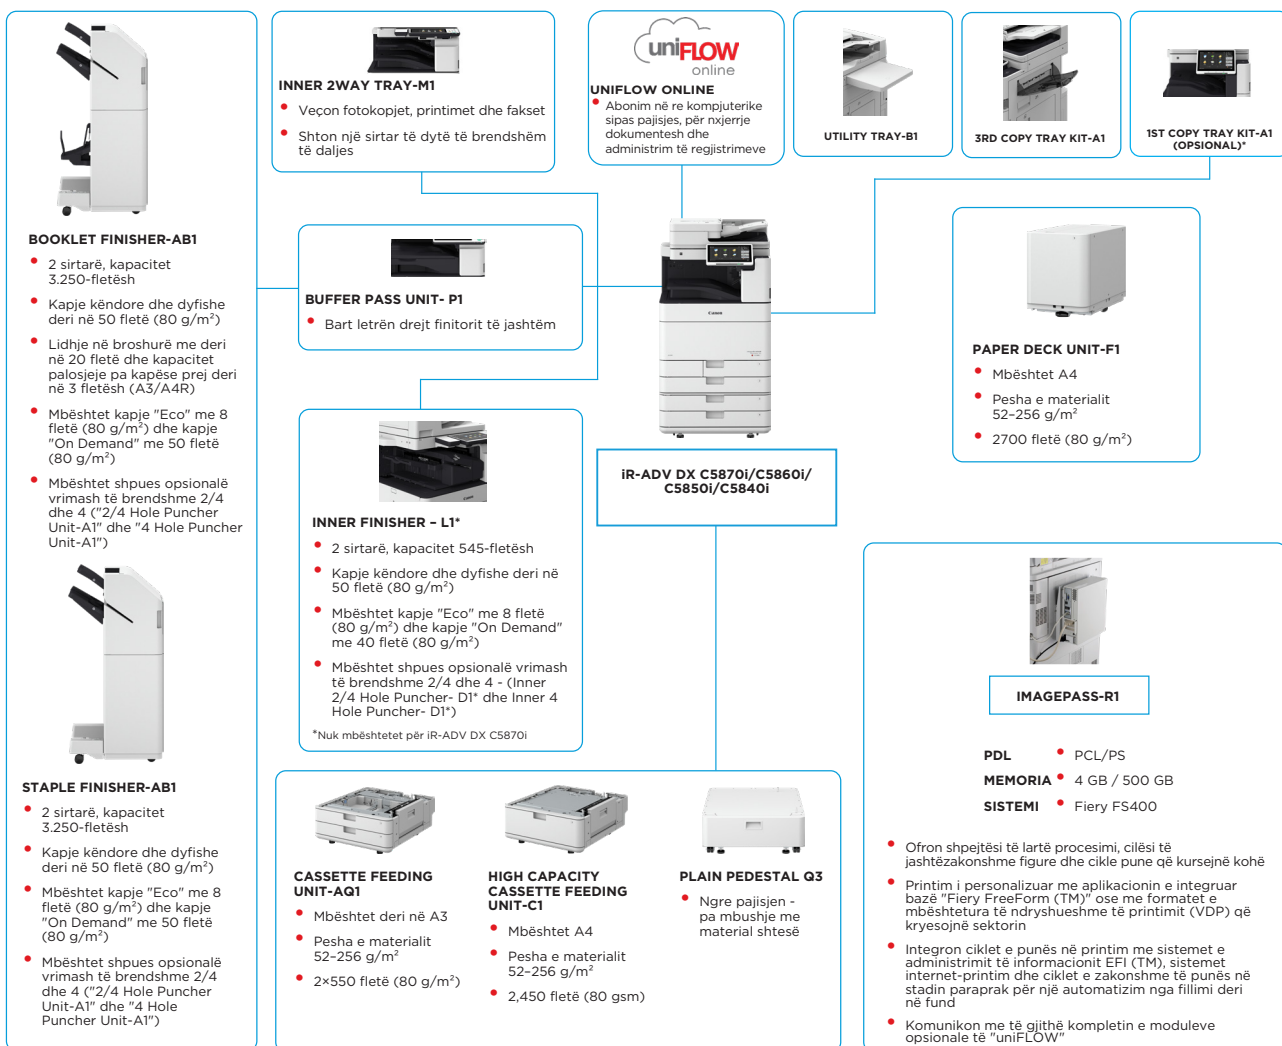 BOOKLET FINISHER-AB1
2 sirtarë, kapacitet
3.250-fletësh
Kapje këndore dhe dyfishe
deri në 50 fletë (80 g/m²)
Lidhje në broshurë me deri
në 20 fletë dhe kapacitet
palosjeje pa kapëse prej deri
në 3 fletësh (A3/A4R)
Mbështet kapje "Eco" me 8
fletë (80 g/m²) dhe kapje
"On Demand" me 50 fletë
(80 g/m²)
Mbështet shpues opsionalë
vrimash të brendshme 2/4
dhe 4 ("2/4 Hole Puncher
Unit-A1" dhe "4 Hole Puncher
Unit-A1")
STAPLE FINISHER-AB1
2 sirtarë, kapacitet
3.250-fletësh
Kapje këndore dhe dyfishe
deri në 50 fletë (80 g/m²)
Mbështet kapje "Eco" me 8
fletë (80 g/m²) dhe kapje
"On Demand" me 50 fletë
(80 g/m²)
Mbështet shpues opsionalë
vrimash të brendshme 2/4
dhe 4 ("2/4 Hole Puncher
Unit-A1" dhe "4 Hole
Puncher Unit-A1")
INNER 2WAY TRAY-M1
Veçon fotokopjet, printimet dhe fakset
Shton një sirtar të dytë të brendshëm
të daljes
uniFLOW
online
UNIFLOW ONLINE
Abonim në re kompjuterike
sipas pajisjes, për nxjerrje
dokumentesh dhe
administrim të regjistrimeve
UTILITY TRAY-B1
3RD COPY TRAY KIT-A1
1ST COPY TRAY KIT-A1
(OPSIONAL)*
BUFFER PASS UNIT- P1
Bart letrën drejt finitorit të jashtëm
Canon
iR-ADV DX C5870i/C5860i/
C5850i/C5840i
PAPER DECK UNIT-F1
Mbështet A4
Pesha e materialit
52–256 g/m²
2700 fletë (80 g/m²)
INNER FINISHER – L1*
2 sirtarë, kapacitet 545-fletësh
Kapje këndore dhe dyfishe deri në
50 fletë (80 g/m²)
Mbështet kapje "Eco" me 8 fletë
(80 g/m²) dhe kapje "On Demand"
me 40 fletë (80 g/m²)
Mbështet shpues opsionalë vrimash
të brendshme 2/4 dhe 4 - (Inner
2/4 Hole Puncher- D1* dhe Inner 4
Hole Puncher- D1*)
*Nuk mbështetet për iR-ADV DX C5870i
CASSETTE FEEDING
UNIT-AQ1
Mbështet deri në A3
Pesha e materialit
52–256 g/m²
2×550 fletë (80 g/m²)
HIGH CAPACITY
CASSETTE FEEDING
UNIT-C1
Mbështet A4
Pesha e materialit
52–256 g/m²
2,450 fletë (80 gsm)
PLAIN PEDESTAL Q3
Ngre pajisjen -
pa mbushje me
material shtesë
IMAGEPASS-R1
PDL PCL/PS
MEMORIA 4 GB / 500 GB
SISTEMI Fiery FS400
Ofron shpejtësi të lartë procesimi, cilësi të
jashtëzakonshme figure dhe cikle pune që kursejnë kohë
Printim i personalizuar me aplikacionin e integruar
bazë "Fiery FreeForm (TM)" ose me formatet e
mbështetura të ndryshueshme të printimit (VDP) që
kryesojnë sektorin
Integron ciklet e punës në printim me sistemet e
administrimit të informacionit EFI (TM), sistemet
internet-printim dhe ciklet e zakonshme të punës në
stadin paraprak për një automatizim nga fillimi deri
në fund
Komunikon me të gjithë kompletin e moduleve
opsionale të "uniFLOW"